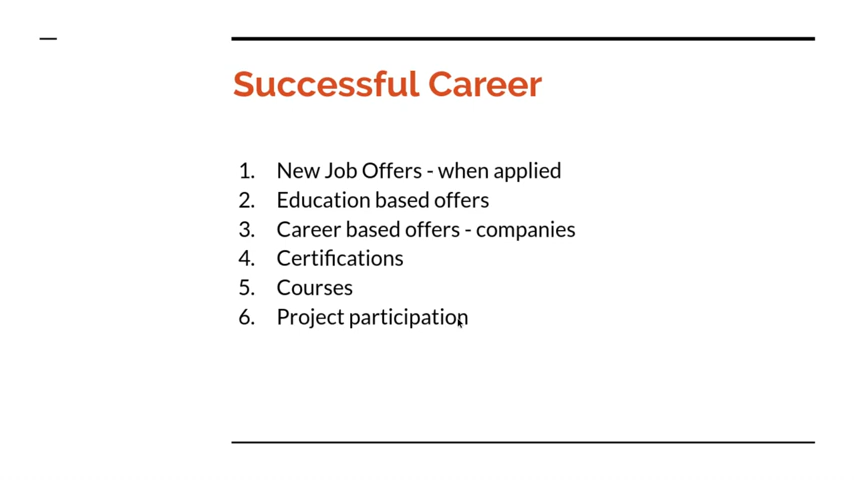 Successful Career
1. New Job Offers - when applied
2. Education based offers
3. Career based offers - companies
4. Certifications
5. Courses
6. Project participation